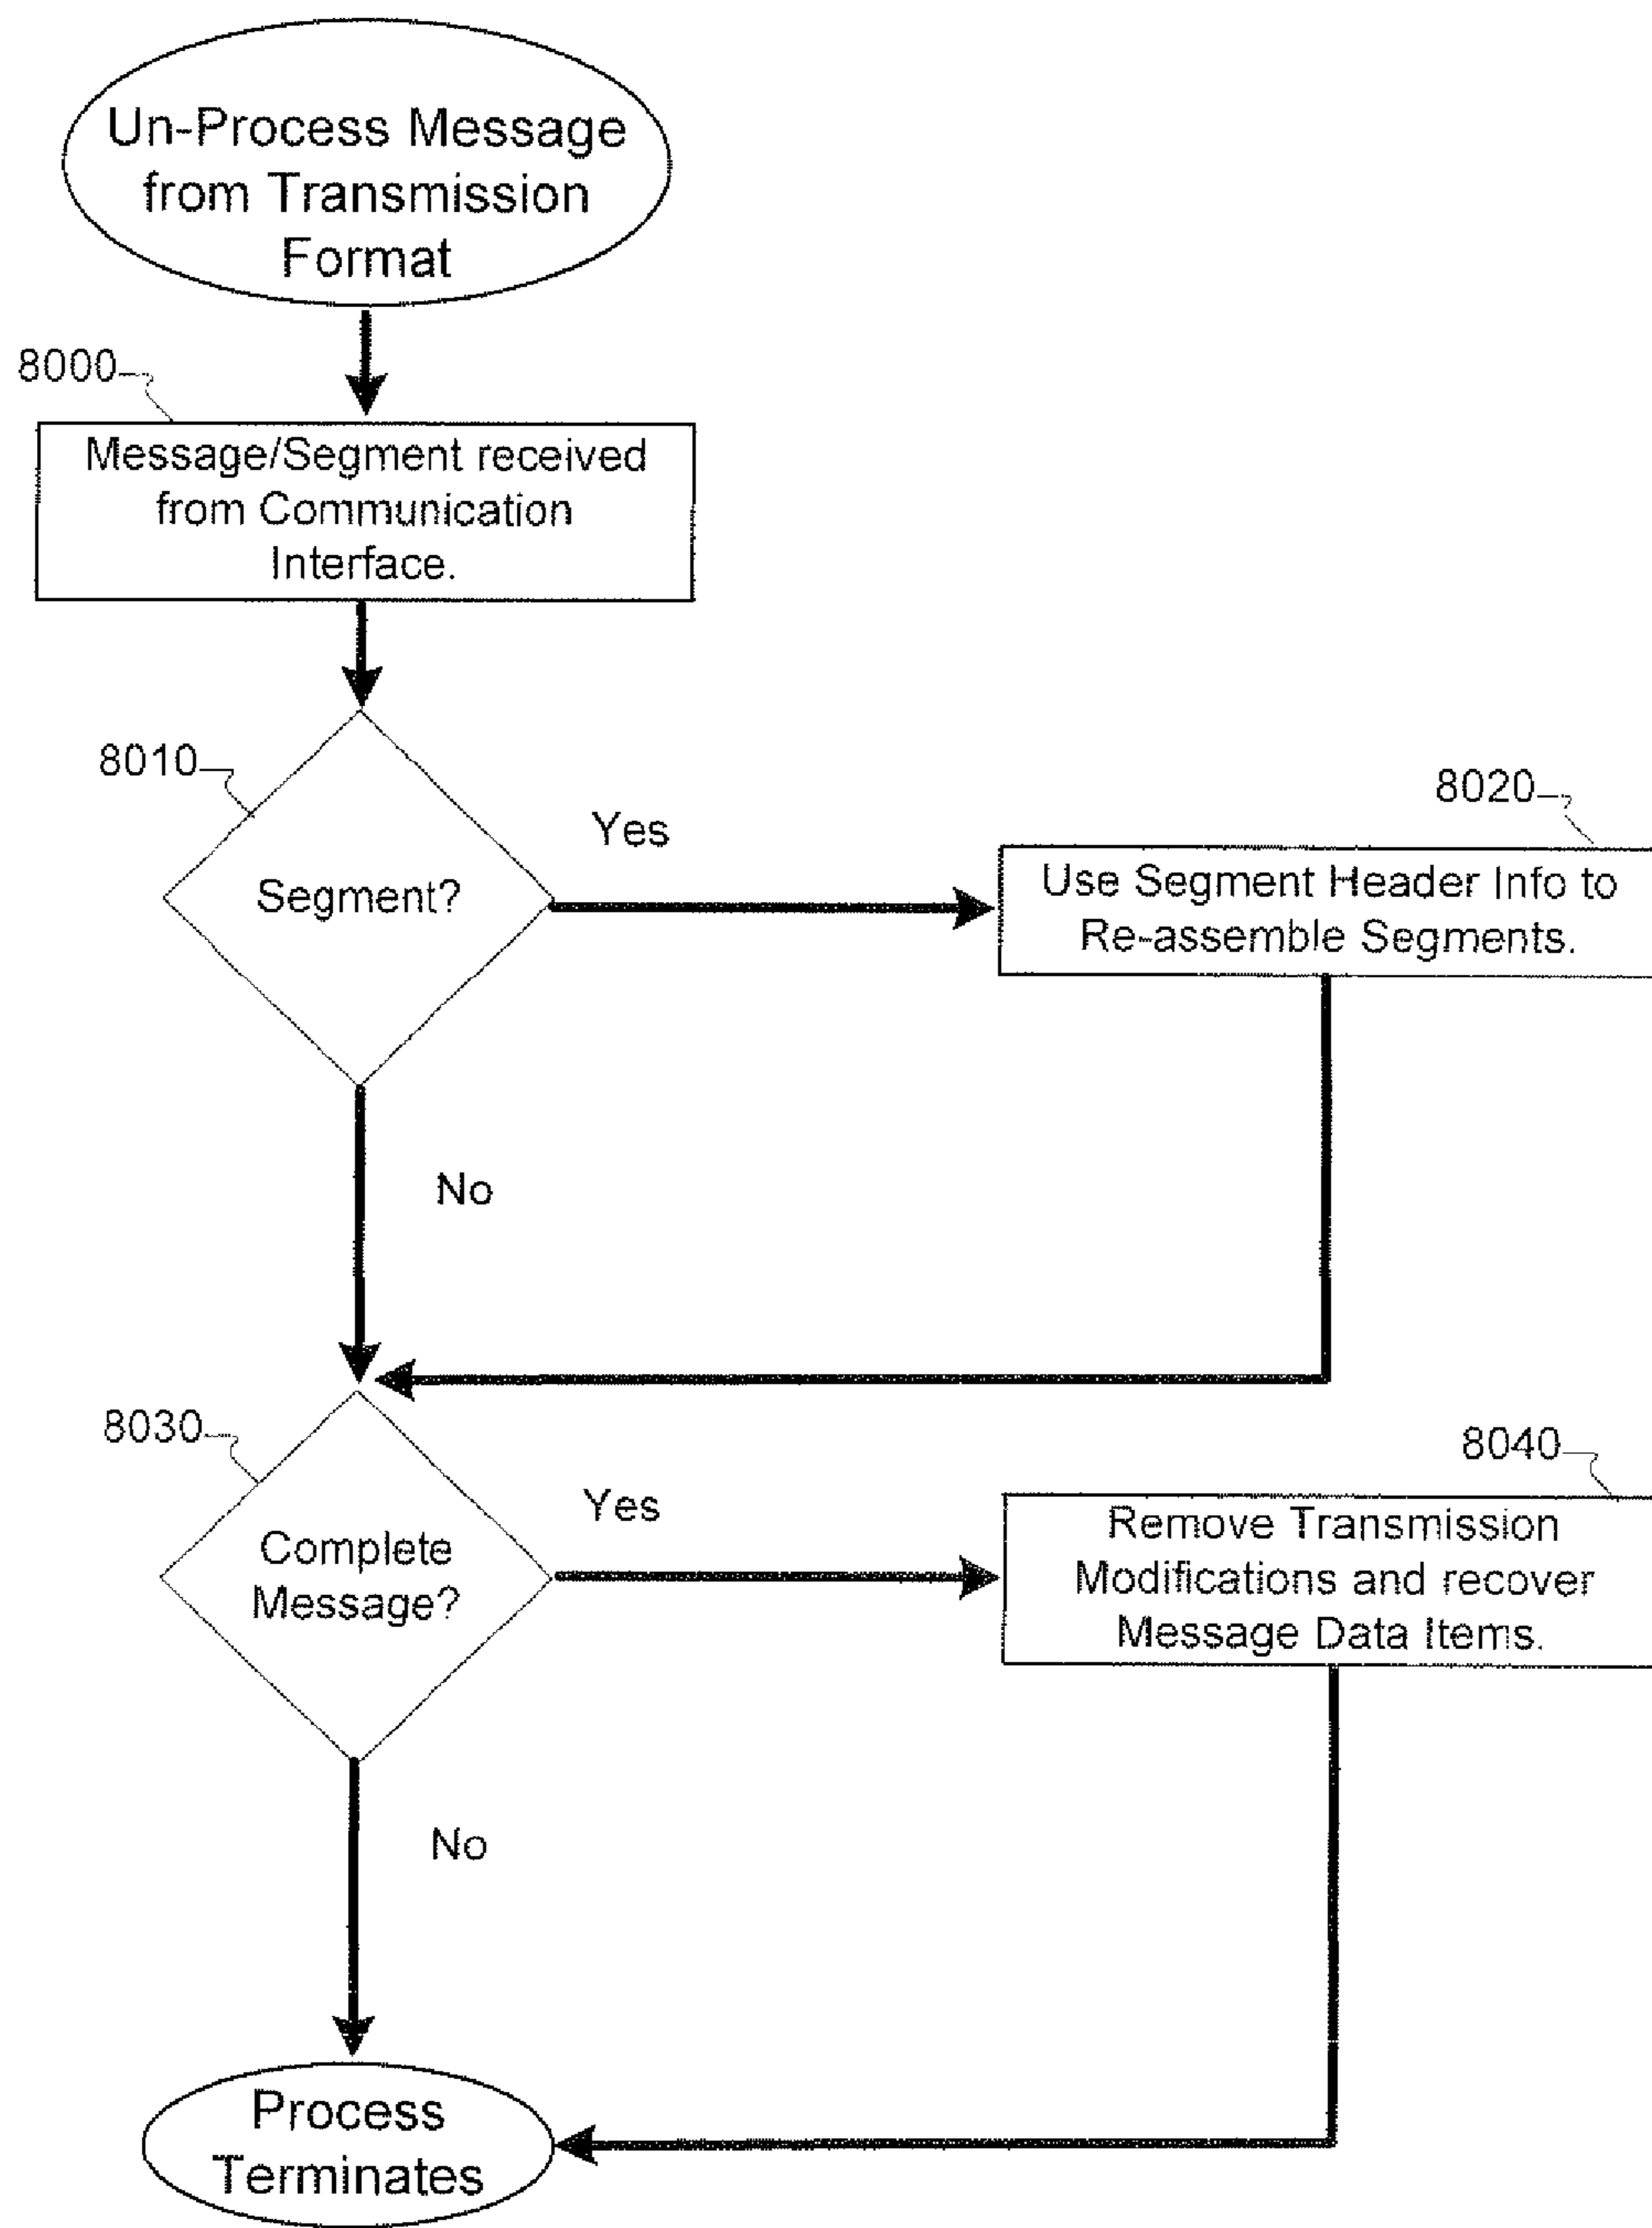 Un-Process Message
from Transmission
Format
8000
Message/Segment received
from Communication
Interface.
8010
Segment?
Yes
8020
Use Segment Header Info to
Re-assemble Segments.
No
8030
Complete
Message?
Yes
8040
Remove Transmission
Modifications and recover
Message Data Items.
No
Process
Terminates